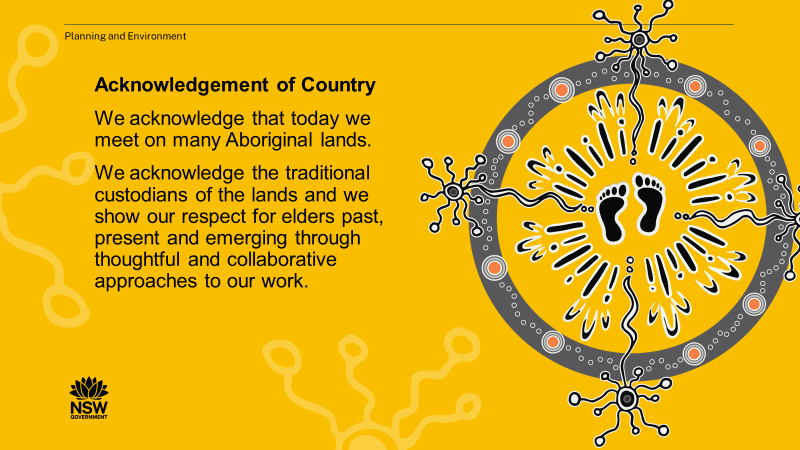 Planning and Environment
Acknowledgement of Country
We acknowledge that today we
meet on many Aboriginal lands.
We acknowledge the traditional
custodians of the lands and we
show our respect for elders past,
present and emerging through
thoughtful and collaborative
approaches to our work.
NSW
GOVERNMENT